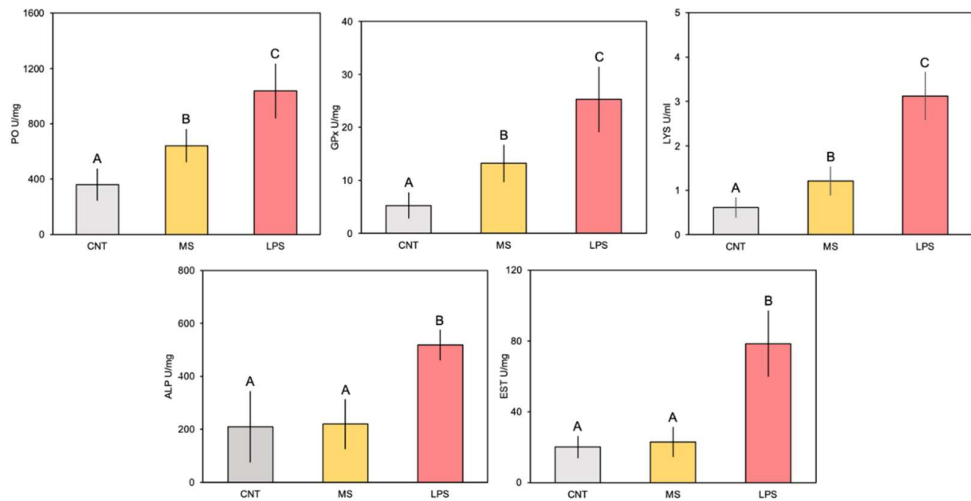 PO U/mg
1600
1200
800
400
0
A
B
C
CNT MS LPS
GPx U/mg
40
30
20
10
0
A
B
C
CNT MS LPS
LYS U/ml
5
4
3
2
1
0
A
B
C
CNT MS LPS
ALP U/mg
800
600
400
200
0
A
A
B
CNT MS LPS
EST U/mg
120
80
40
0
A
A
B
CNT MS LPS